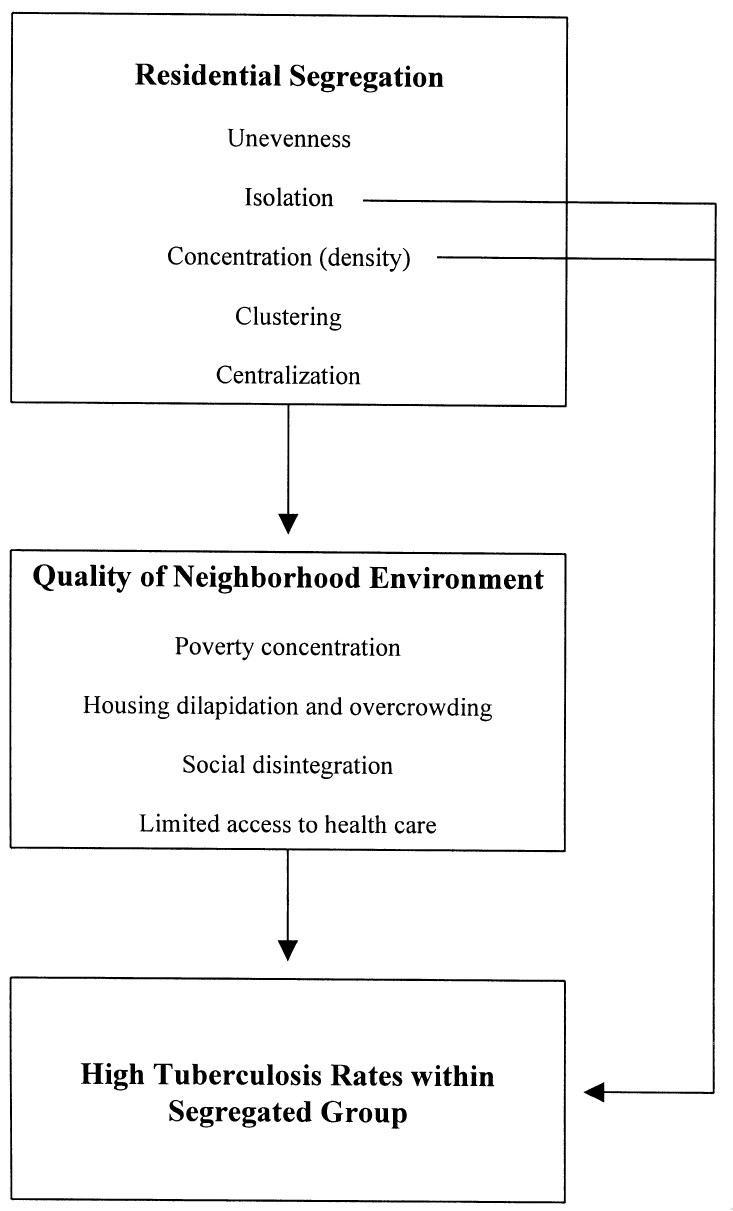 Residential Segregation
Unevenness
Isolation
Concentration (density)
Clustering
Centralization
Quality of Neighborhood Environment
Poverty concentration
Housing dilapidation and overcrowding
Social disintegration
Limited access to health care
High Tuberculosis Rates within
Segregated Group